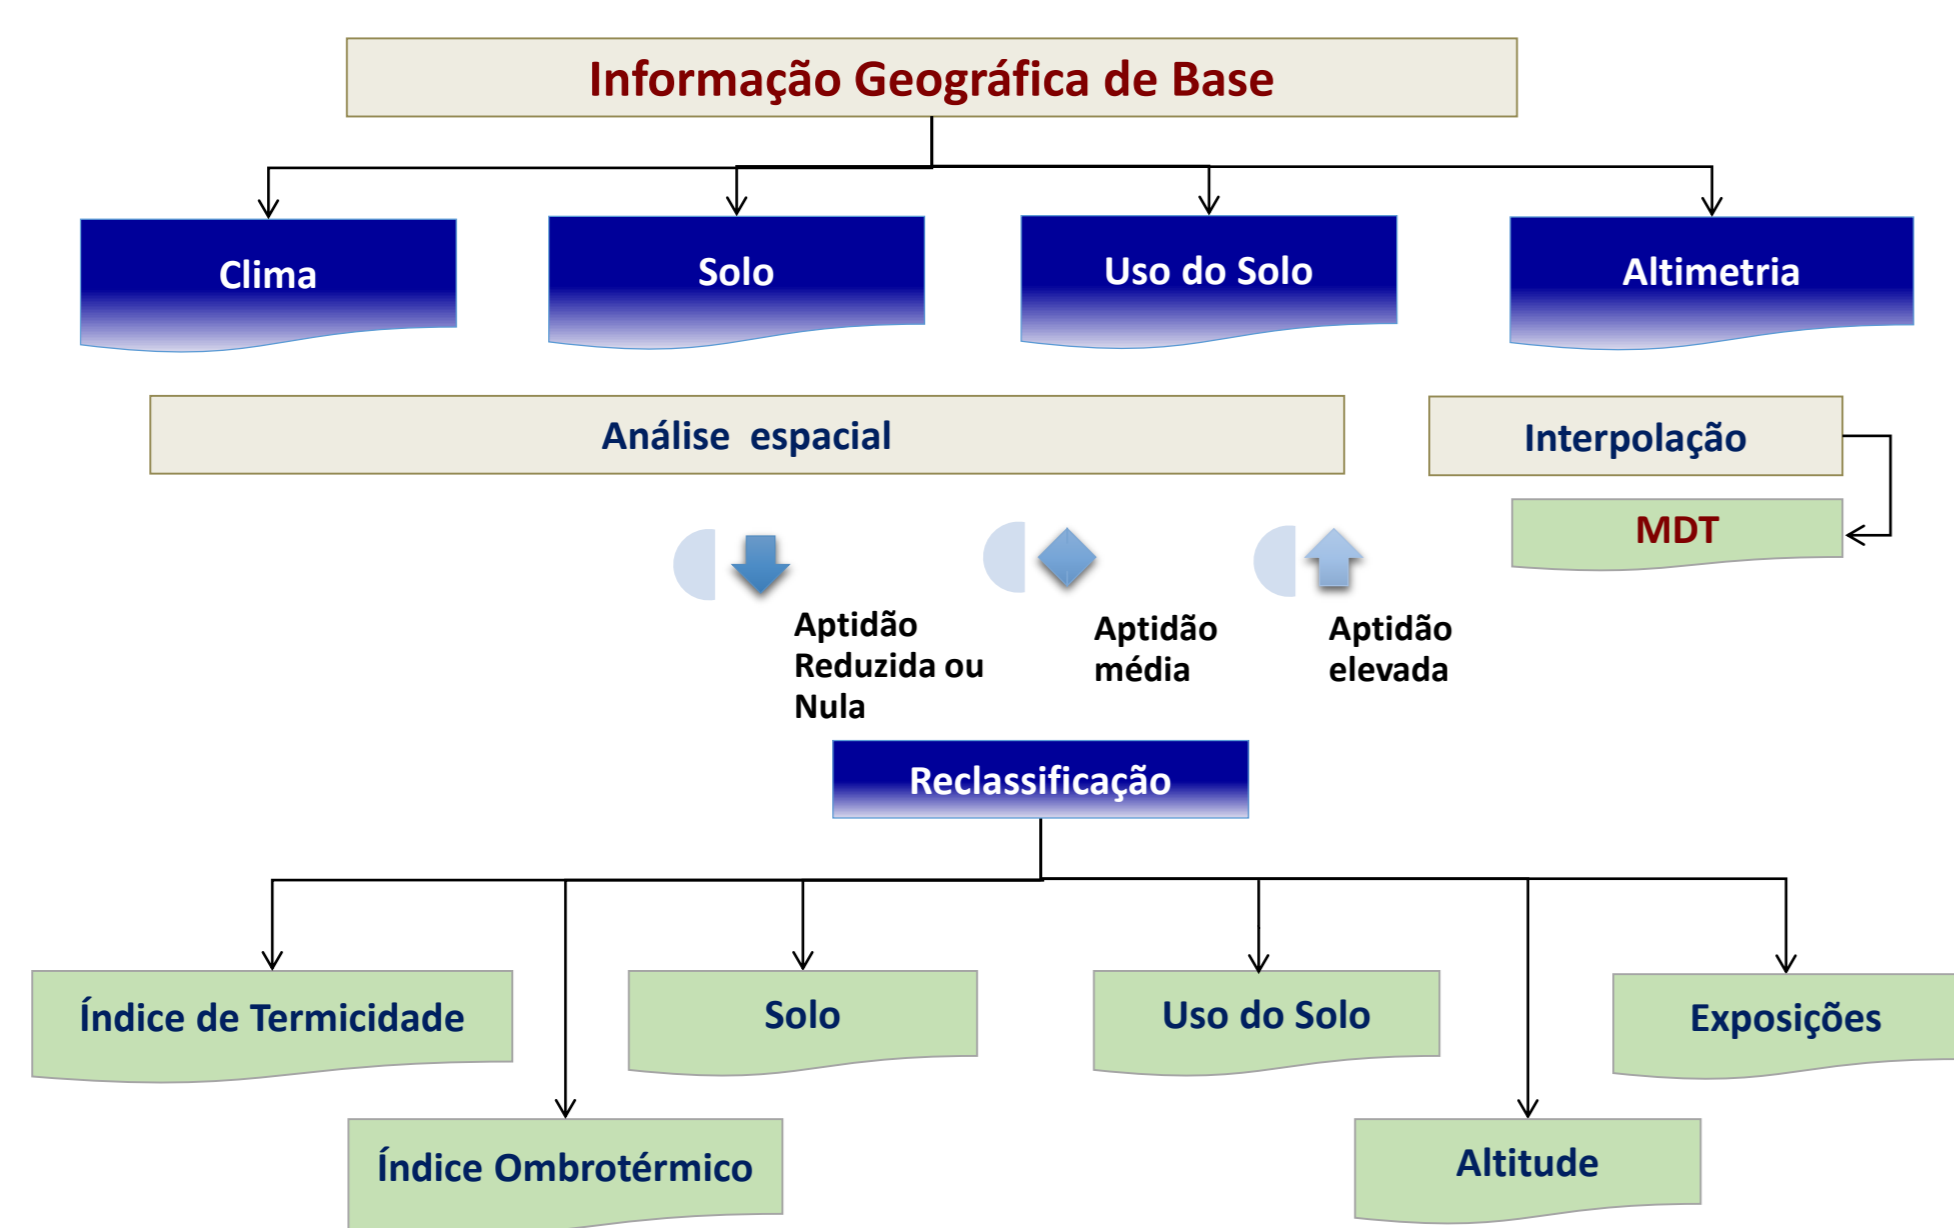 Informação Geográfica de Base
Clima
Solo
Uso do Solo
Altimetria
Análise espacial
Interpolação
MDT
Aptidão
Reduzida ou
Nula
Aptidão
média
Aptidão
elevada
Reclassificação
Índice de Termicidade
Solo
Uso do Solo
Exposições
Índice Ombrotérmico
Altitude